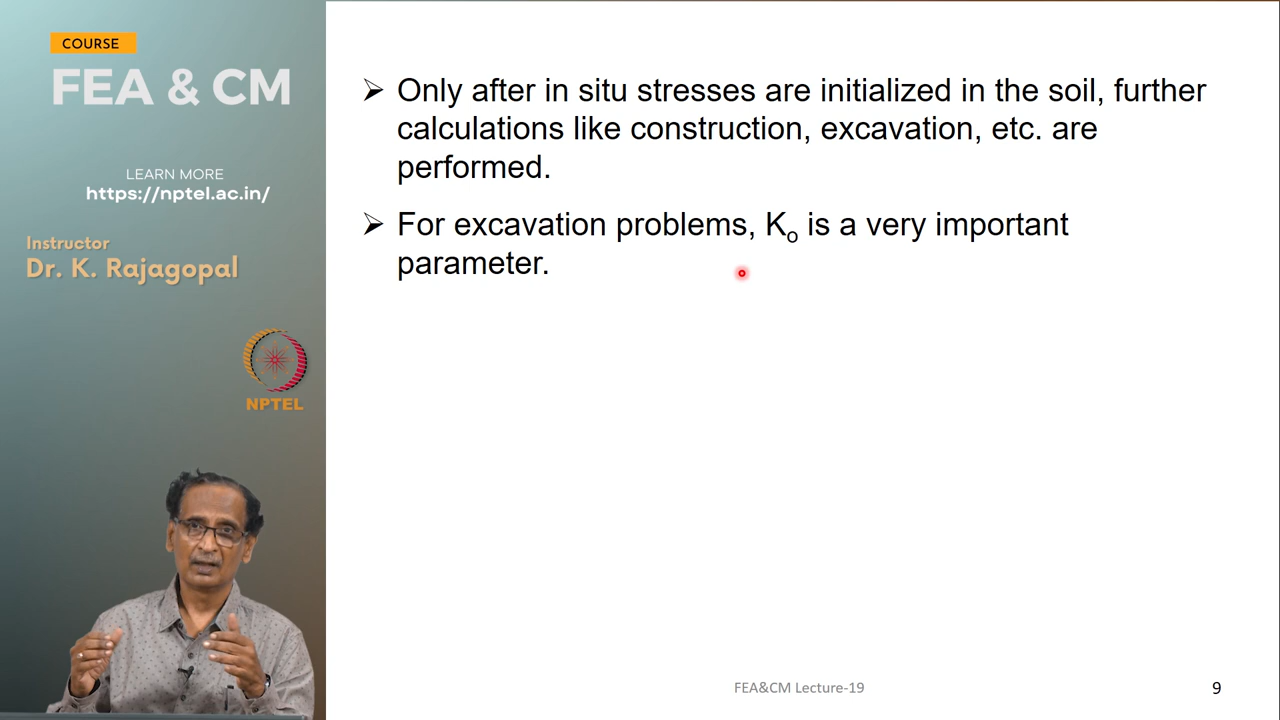 COURSE
FEA & CM
LEARN MORE
https://nptel.ac.in/
Instructor
Dr. K. Rajagopal
NPTEL
➢ Only after in situ stresses are initialized in the soil, further
calculations like construction, excavation, etc. are
performed.
➢ For excavation problems, Ko is a very important
parameter.
FEA&CM Lecture-19
9